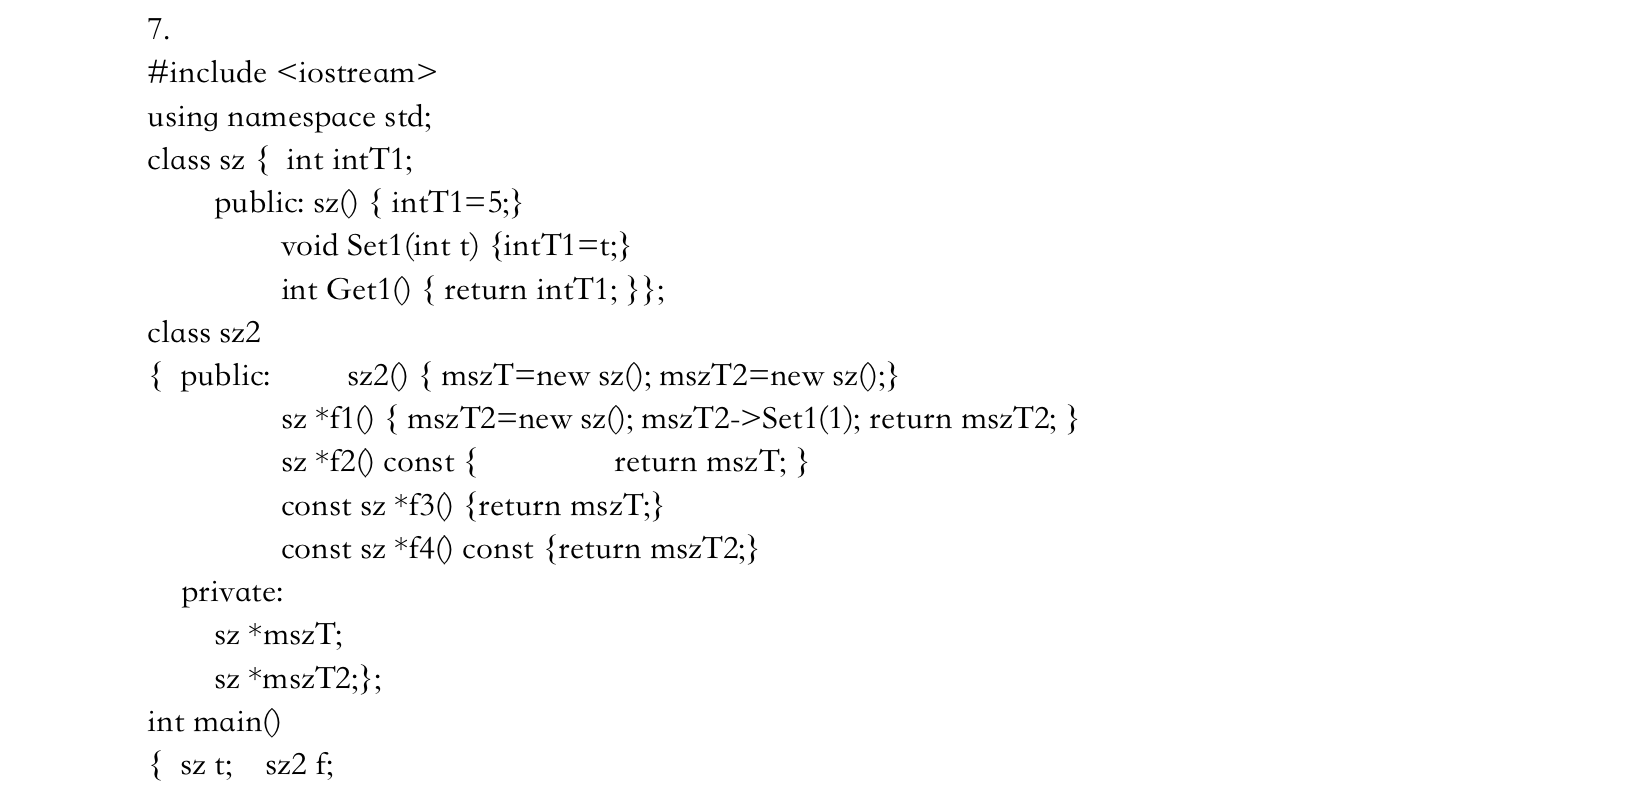 7.
#include <iostream>
using namespace std;
class sz {  int intT1;
public: sz() { intT1=5;}
void Set1(int t) {intT1=t;}
int Get1() { return intT1; }};
class sz2
{  public:         sz2() { mszT=new sz(); mszT2=new sz();}
sz *f1() { mszT2=new sz(); mszT2->Set1(1); return mszT2; }
sz *f2() const {                return mszT; }
const sz *f3() {return mszT;}
const sz *f4() const {return mszT2;}
private:
sz *mszT;
sz *mszT2;};
int main()
{  sz t;    sz2 f;